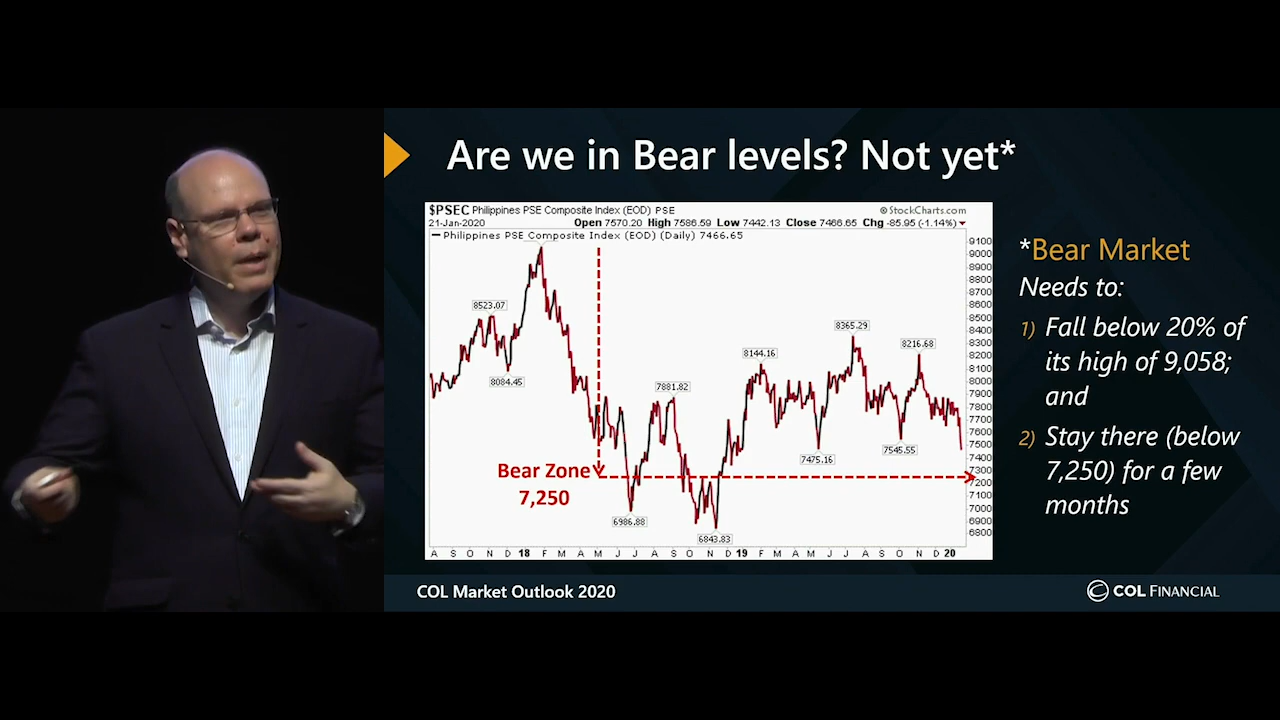 Are we in Bear levels? Not yet*
$PSEC Philippines PSE Composite Index (EOD) PSE
© StockCharts.com
21-Jan-2020
Open 7570.20 High 7586.59 Low 7442.13 Close 7466.65 Chg -85.95 (-1.14%)
Philippines PSE Composite Index (EOD) (Daily) 7466.65
9100
9000
8800
8700
8600
8500
8400
8300
8200
8100
8000
7900
7800
7700
7600
7500
7400
7300
7200
7100
7000
6900
6800
8523.07
8084.45
7881.82
8144.16
8365.29
8216.68
7475.16
7545.55
6986.88
6843.83
Bear Zone
7,250
A S O N D 18 F M A M J J A S O N D 19 F M A M J J A S O N D 20
*Bear Market
Needs to:
1) Fall below 20% of
its high of 9,058;
and
2) Stay there (below
7,250) for a few
months
COL Market Outlook 2020
COL FINANCIAL